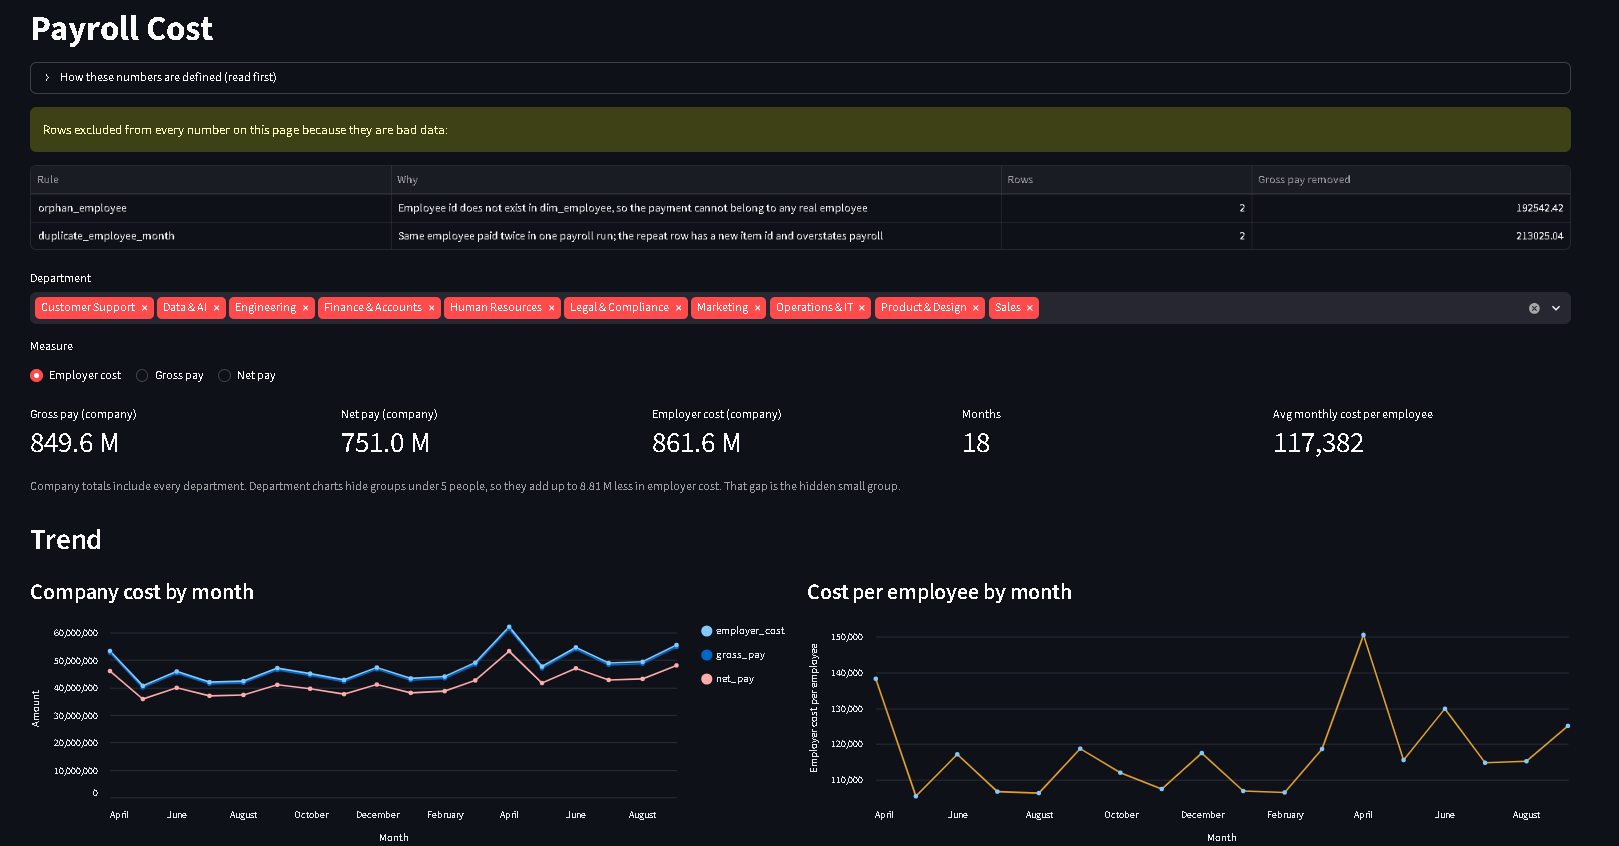 Payroll Cost
How these numbers are defined (read first)
Rows excluded from every number on this page because they are bad data:
Rule Why Rows Gross pay removed
orphan_employee Employee id does not exist in dim_employee, so the payment cannot belong to any real employee 2 192542.42
duplicate_employee_month Same employee paid twice in one payroll run; the repeat row has a new item id and overstates payroll 2 213025.04
Department
Customer Support × Data & AI × Engineering × Finance & Accounts × Human Resources × Legal & Compliance × Marketing × Operations & IT × Product & Design × Sales ×
Measure
Employer cost Gross pay Net pay
Gross pay (company) Net pay (company) Employer cost (company) Months Avg monthly cost per employee
849.6 M 751.0 M 861.6 M 18 117,382
Company totals include every department. Department charts hide groups under 5 people, so they add up to 8.81 M less in employer cost. That gap is the hidden small group.
Trend
Company cost by month
60,000,000
50,000,000
40,000,000
30,000,000
20,000,000
10,000,000
0
Amount
April June August October December February April June August
Month
employer_cost
gross_pay
net_pay
Cost per employee by month
150,000
140,000
130,000
120,000
110,000
Employer cost per employee
April June August October December February April June August
Month